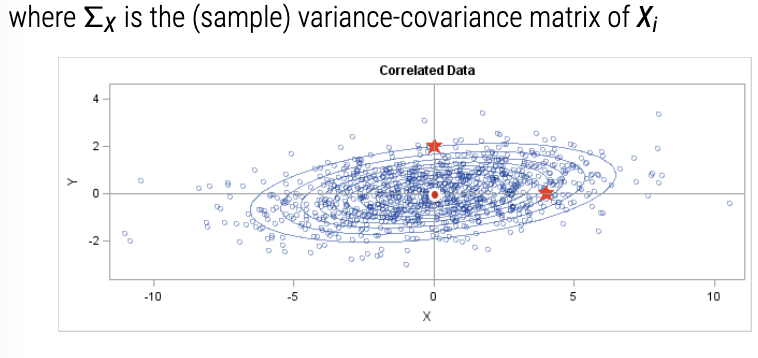 where Σ_X is the (sample) variance-covariance matrix of X_i
Correlated Data
4
2
0
-2
Y
-10
-5
0
5
10
X